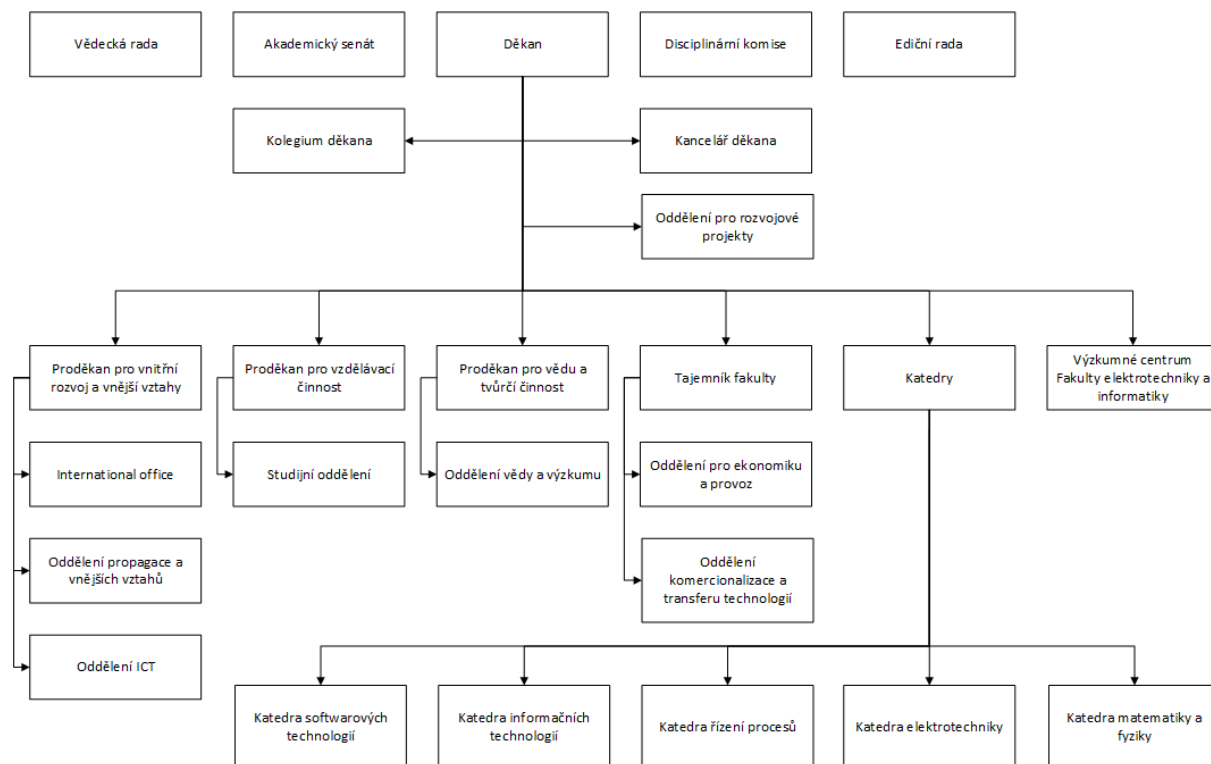 Vědecká rada
Akademický senát
Děkan
Disciplinární komise
Ediční rada
Kolegium děkana
Kancelář děkana
Oddělení pro rozvojové
projekty
Proděkan pro vnitřní
rozvoj a vnější vztahy
Proděkan pro vzdělávací
činnost
Proděkan pro vědu a
tvůrčí činnost
Tajemník fakulty
Katedry
Výzkumné centrum
Fakulty elektrotechniky a
informatiky
International office
Studijní oddělení
Oddělení vědy a výzkumu
Oddělení pro ekonomiku
a provoz
Oddělení propagace a
vnějších vztahů
Oddělení
komercionalizace a
transferu technologií
Oddělení ICT
Katedra softwarových
technologií
Katedra informačních
technologií
Katedra řízení procesů
Katedra elektrotechniky
Katedra matematiky a
fyziky